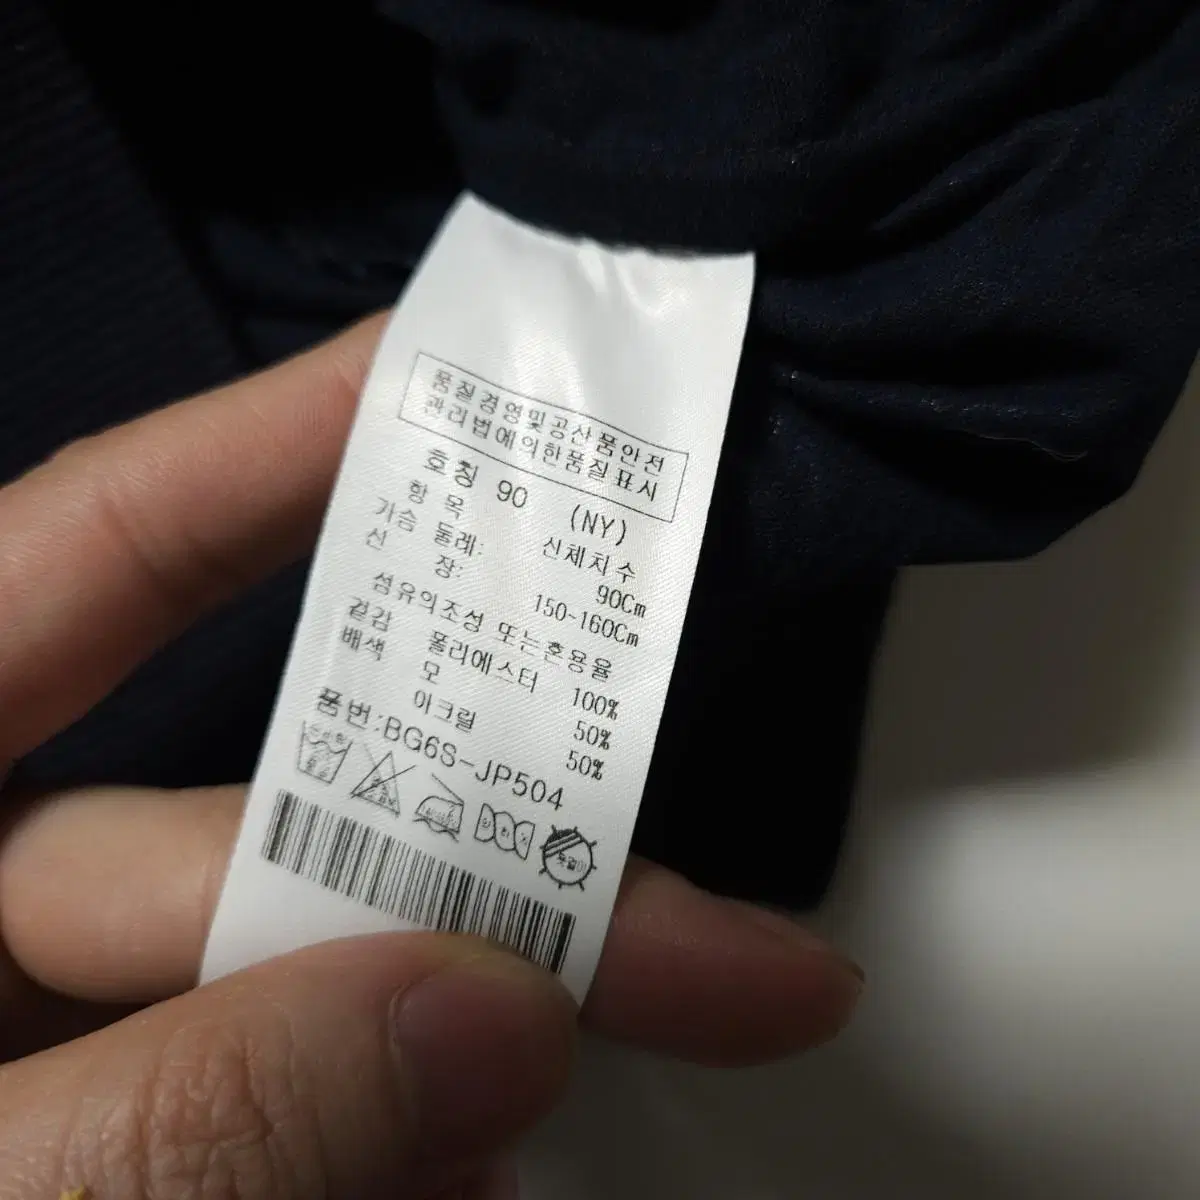 품질경영및공산품안전
관리법에의한품질표시
호칭 90 (NY)
항 목 신체치수
가슴 둘레: 90Cm
신 장: 150-160Cm
섬유의조성 또는혼용율
겉감 폴리에스터 100%
배색 모 50%
아크릴 50%
품번:BG6S-JP504